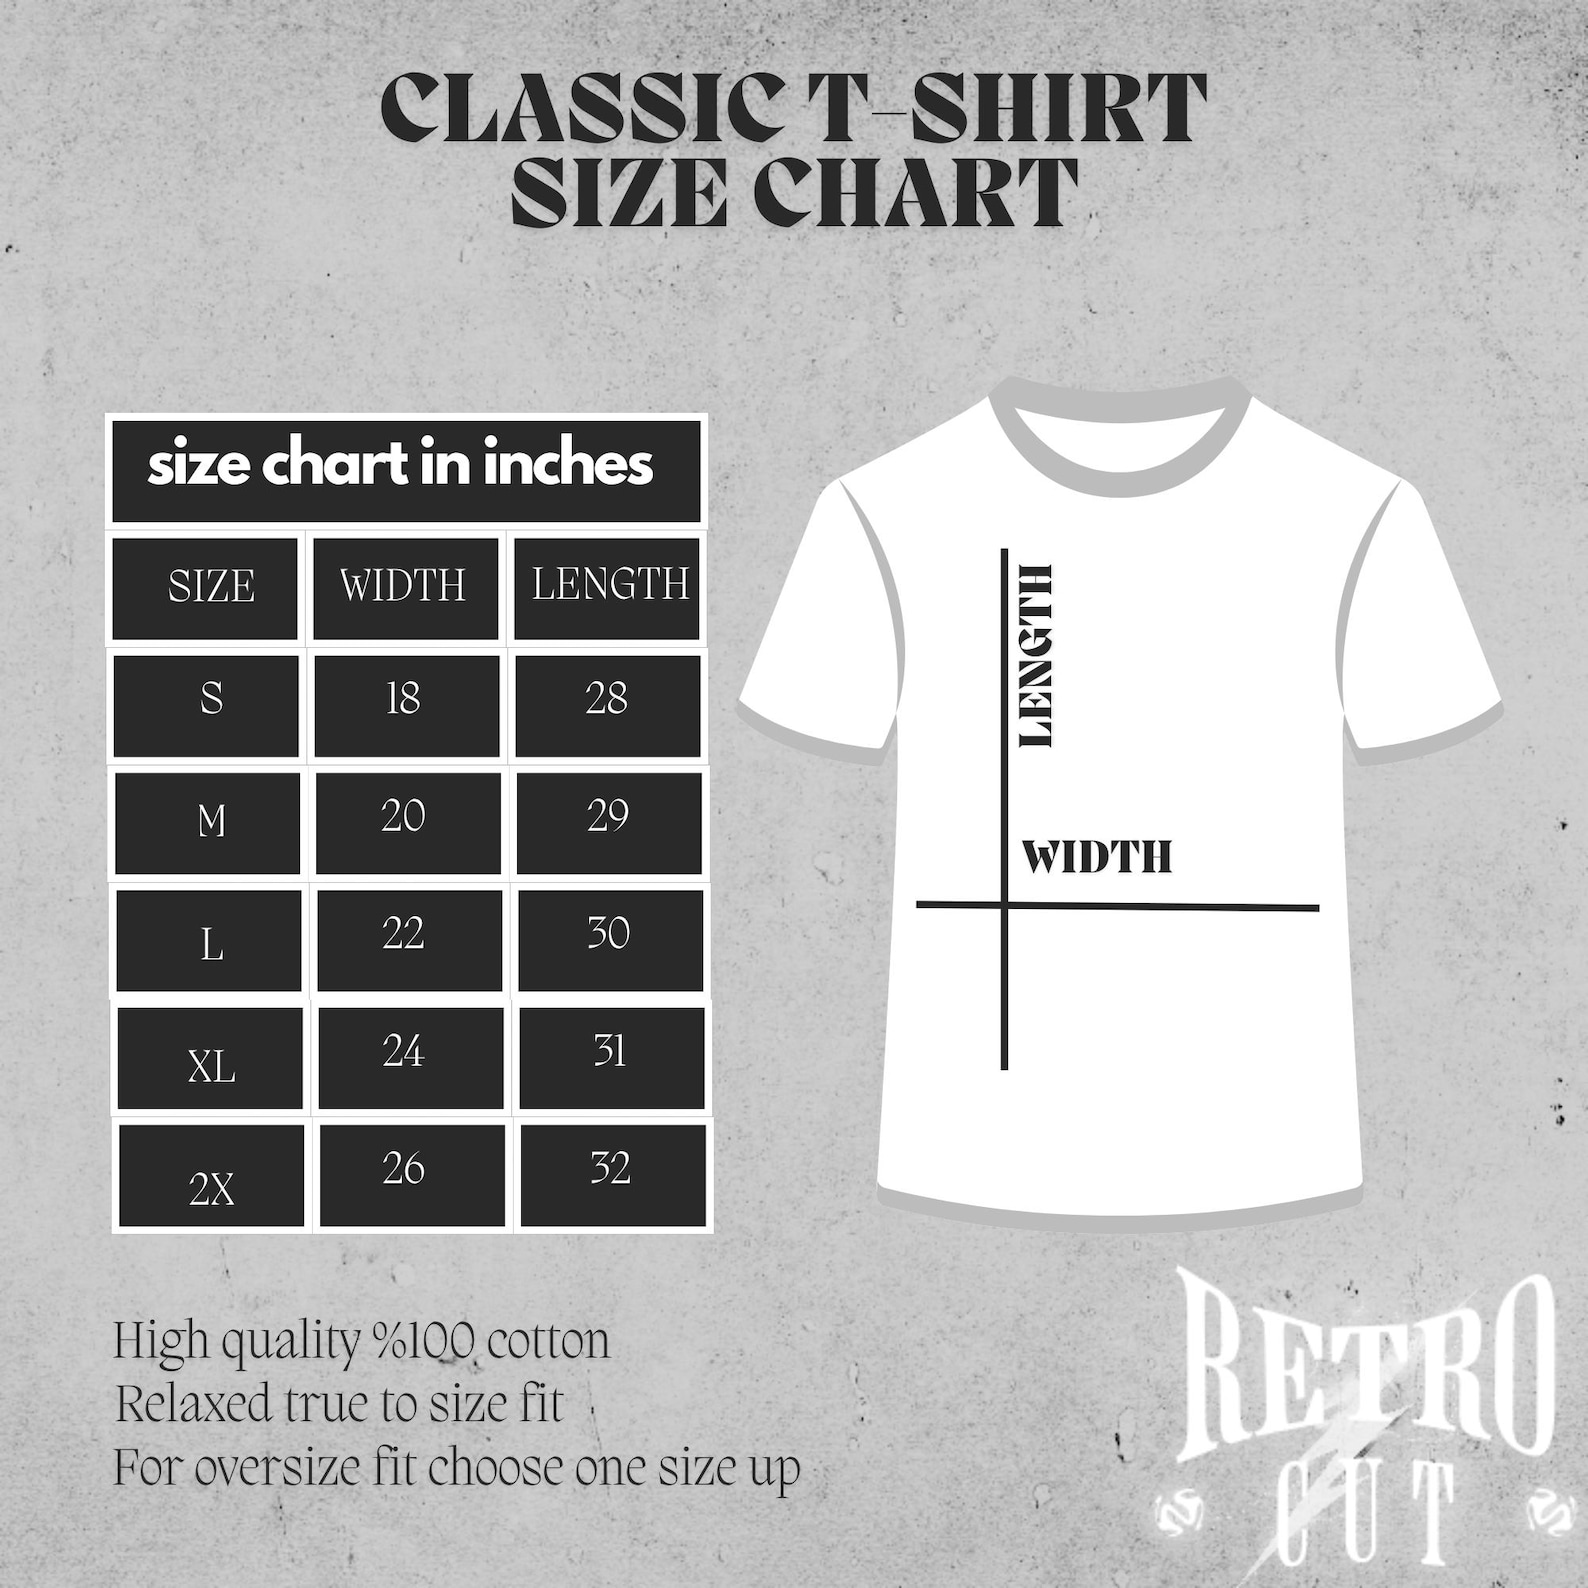 CLASSIC T-SHIRT
SIZE CHART
size chart in inches
SIZE WIDTH LENGTH
S 18 28
M 20 29
L 22 30
XL 24 31
2X 26 32
LENGTH
WIDTH
High quality %100 cotton
Relaxed true to size fit
For oversize fit choose one size up
RETRO
CUT